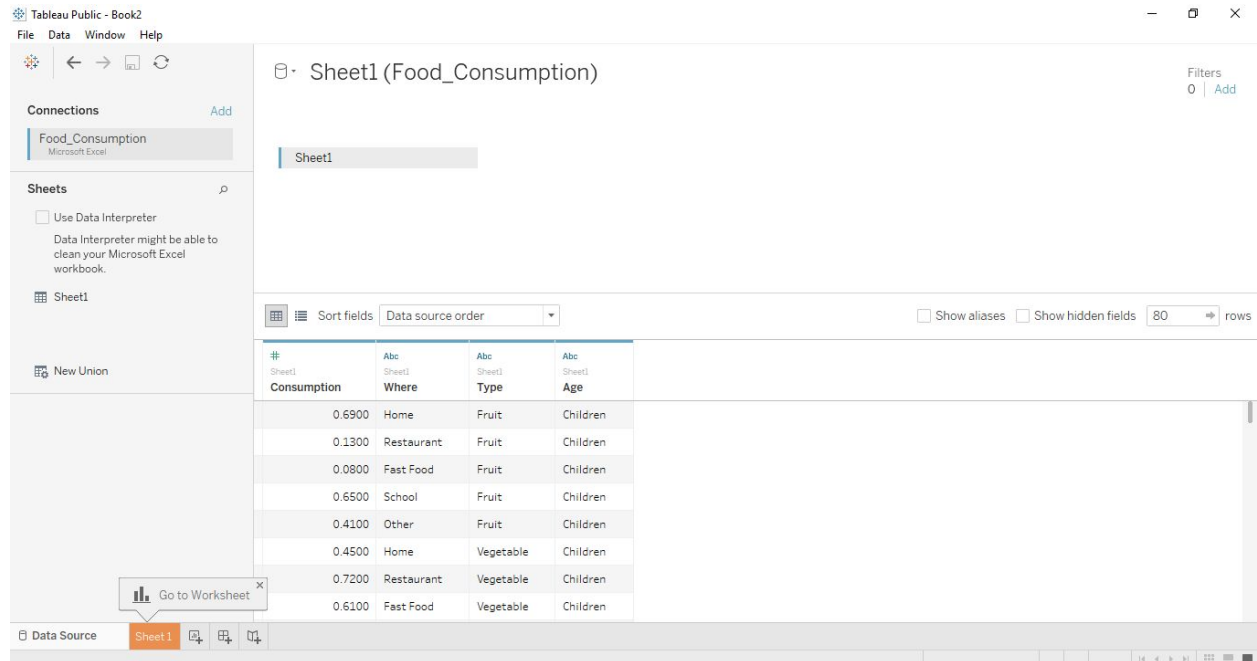 Tableau Public - Book2
File Data Window Help
Connections Add
Food_Consumption
Microsoft Excel
Sheets
Use Data Interpreter
Data Interpreter might be able to
clean your Microsoft Excel
workbook.
Sheet1
New Union
Sheet1 (Food_Consumption)
Filters
0 Add
Sheet1
Sort fields Data source order Show aliases Show hidden fields 80 rows
# Abc Abc Abc
Sheet1 Sheet1 Sheet1 Sheet1
Consumption Where Type Age
0.6900 Home Fruit Children
0.1300 Restaurant Fruit Children
0.0800 Fast Food Fruit Children
0.6500 School Fruit Children
0.4100 Other Fruit Children
0.4500 Home Vegetable Children
0.7200 Restaurant Vegetable Children
0.6100 Fast Food Vegetable Children
Go to Worksheet
Data Source Sheet 1